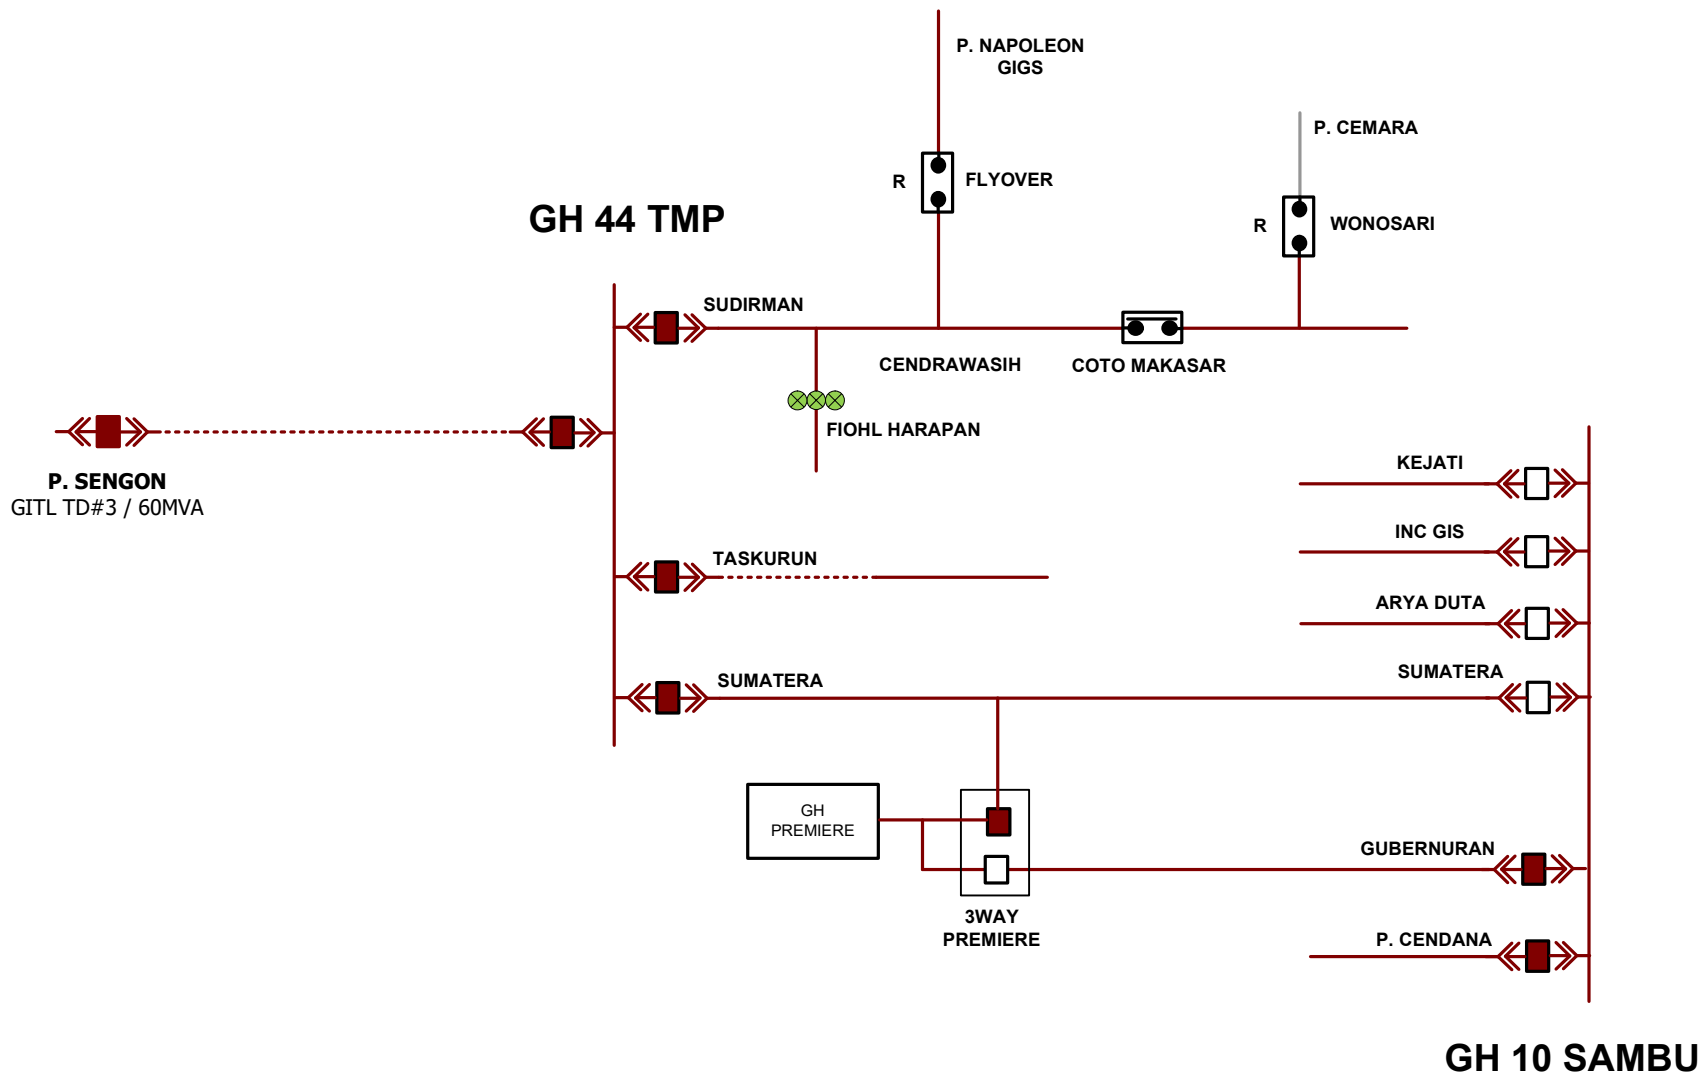 P. NAPOLEON
GIGS
P. CEMARA
R
FLYOVER
GH 44 TMP
R
WONOSARI
SUDIRMAN
CENDRAWASIH
COTO MAKASAR
FIOHL HARAPAN
P. SENGON
GITL TD#3 / 60MVA
KEJATI
INC GIS
TASKURUN
ARYA DUTA
SUMATERA
SUMATERA
GH
PREMIERE
GUBERNURAN
3WAY
PREMIERE
P. CENDANA
GH 10 SAMBU